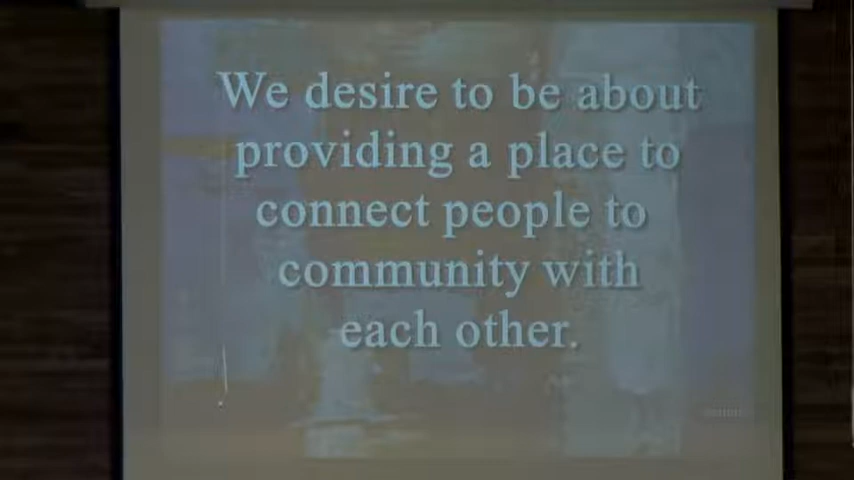 We desire to be about
providing a place to
connect people to
community with
each other.